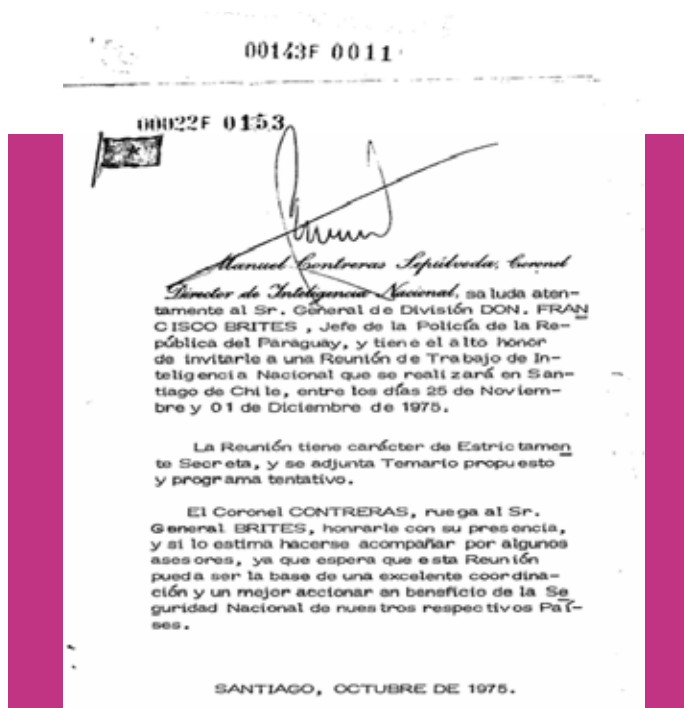 00143F 0011
00022F 0153
Manuel Contreras Sepúlveda, Coronel
Director de Inteligencia Nacional, saluda aten-
tamente al Sr. General de División DON. FRAN
CISCO BRITES , Jefe de la Policía de la Re-
pública del Paraguay, y tiene el alto honor
de invitarle a una Reunión de Trabajo de In-
teligencia Nacional que se realizará en San-
tiago de Chile, entre los días 25 de Noviem-
bre y 01 de Diciembre de 1975.
La Reunión tiene carácter de Estrictamen
te Secreta, y se adjunta Temario propuesto
y programa tentativo.
El Coronel CONTRERAS, ruega al Sr.
General BRITES, honrarle con su presencia,
y si lo estima hacerse acompañar por algunos
asesores, ya que espera que esta Reunión
pueda ser la base de una excelente coordina-
ción y un mejor accionar en beneficio de la Se
guridad Nacional de nuestros respectivos Paí-
ses.
SANTIAGO, OCTUBRE DE 1975.